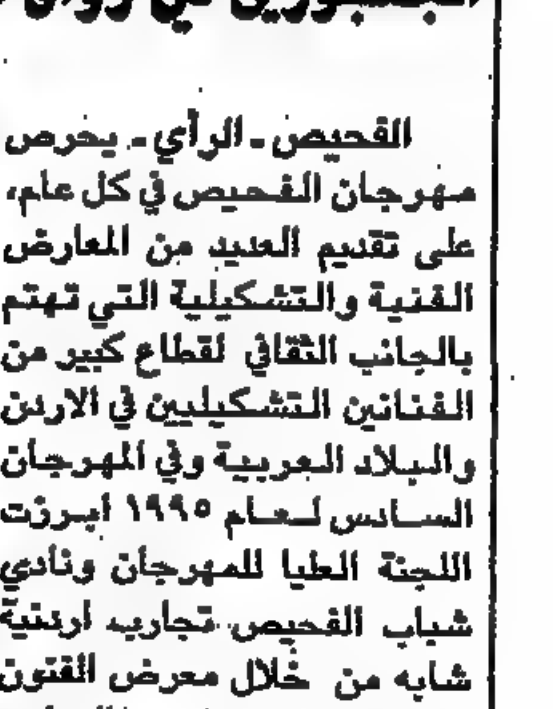 الفحيص ـ الرأي ـ يحرص
مهرجان الفحيص في كل عام،
على تقديم العديد من المعارض
الفنية والتشكيلية التي تهتم
بالجانب الثقافي لقطاع كبير من
الفنانين التشكيليين في الاردن
والبلاد العربية وفي المهرجان
السادس لعام ١٩٩٥ أبرزت
اللجنة العليا للمهرجان ونادي
شباب الفحيص تجارب اردنية
شابه من خلال معرض الفنون